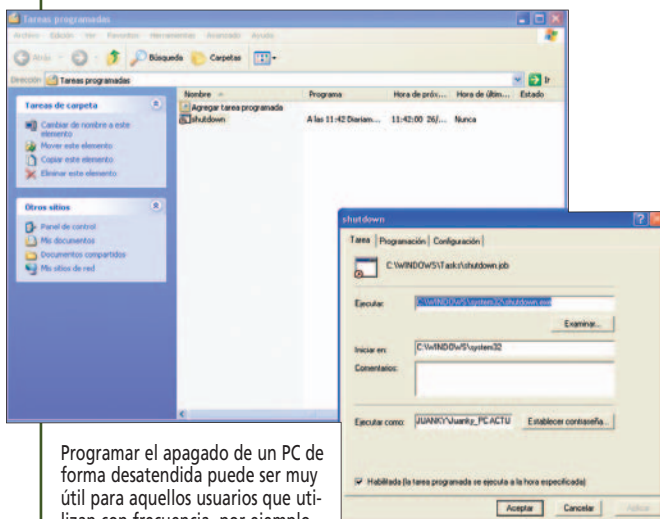 Tareas programadas
Archivo Edición Ver Favoritos Herramientas Avanzado Ayuda
Atrás Búsqueda Carpetas
Dirección Tareas programadas Ir
Nombre Programa Hora de próx... Hora de últim... Estado
Agregar tarea programada
shutdown A las 11:42 Diariam... 11:42:00 26/... Nunca
Tareas de carpeta
Cambiar de nombre a este
elemento
Mover este elemento
Copiar este elemento
Eliminar este elemento
Otros sitios
Panel de control
Mis documentos
Documentos compartidos
Mis sitios de red
shutdown
Tarea Programación Configuración
C:\WINDOWS\Tasks\shutdown.job
Ejecutar: C:\WINDOWS\system32\shutdown.exe
Examinar...
Iniciar en: C:\WINDOWS\system32
Comentarios:
Ejecutar como: JUANKY\Juanky_PCACTU Establecer contraseña...
Habilitada (la tarea programada se ejecuta a la hora especificada)
Aceptar Cancelar Aplicar
Programar el apagado de un PC de
forma desatendida puede ser muy
útil para aquellos usuarios que uti-
lizan con frecuencia, por ejemplo